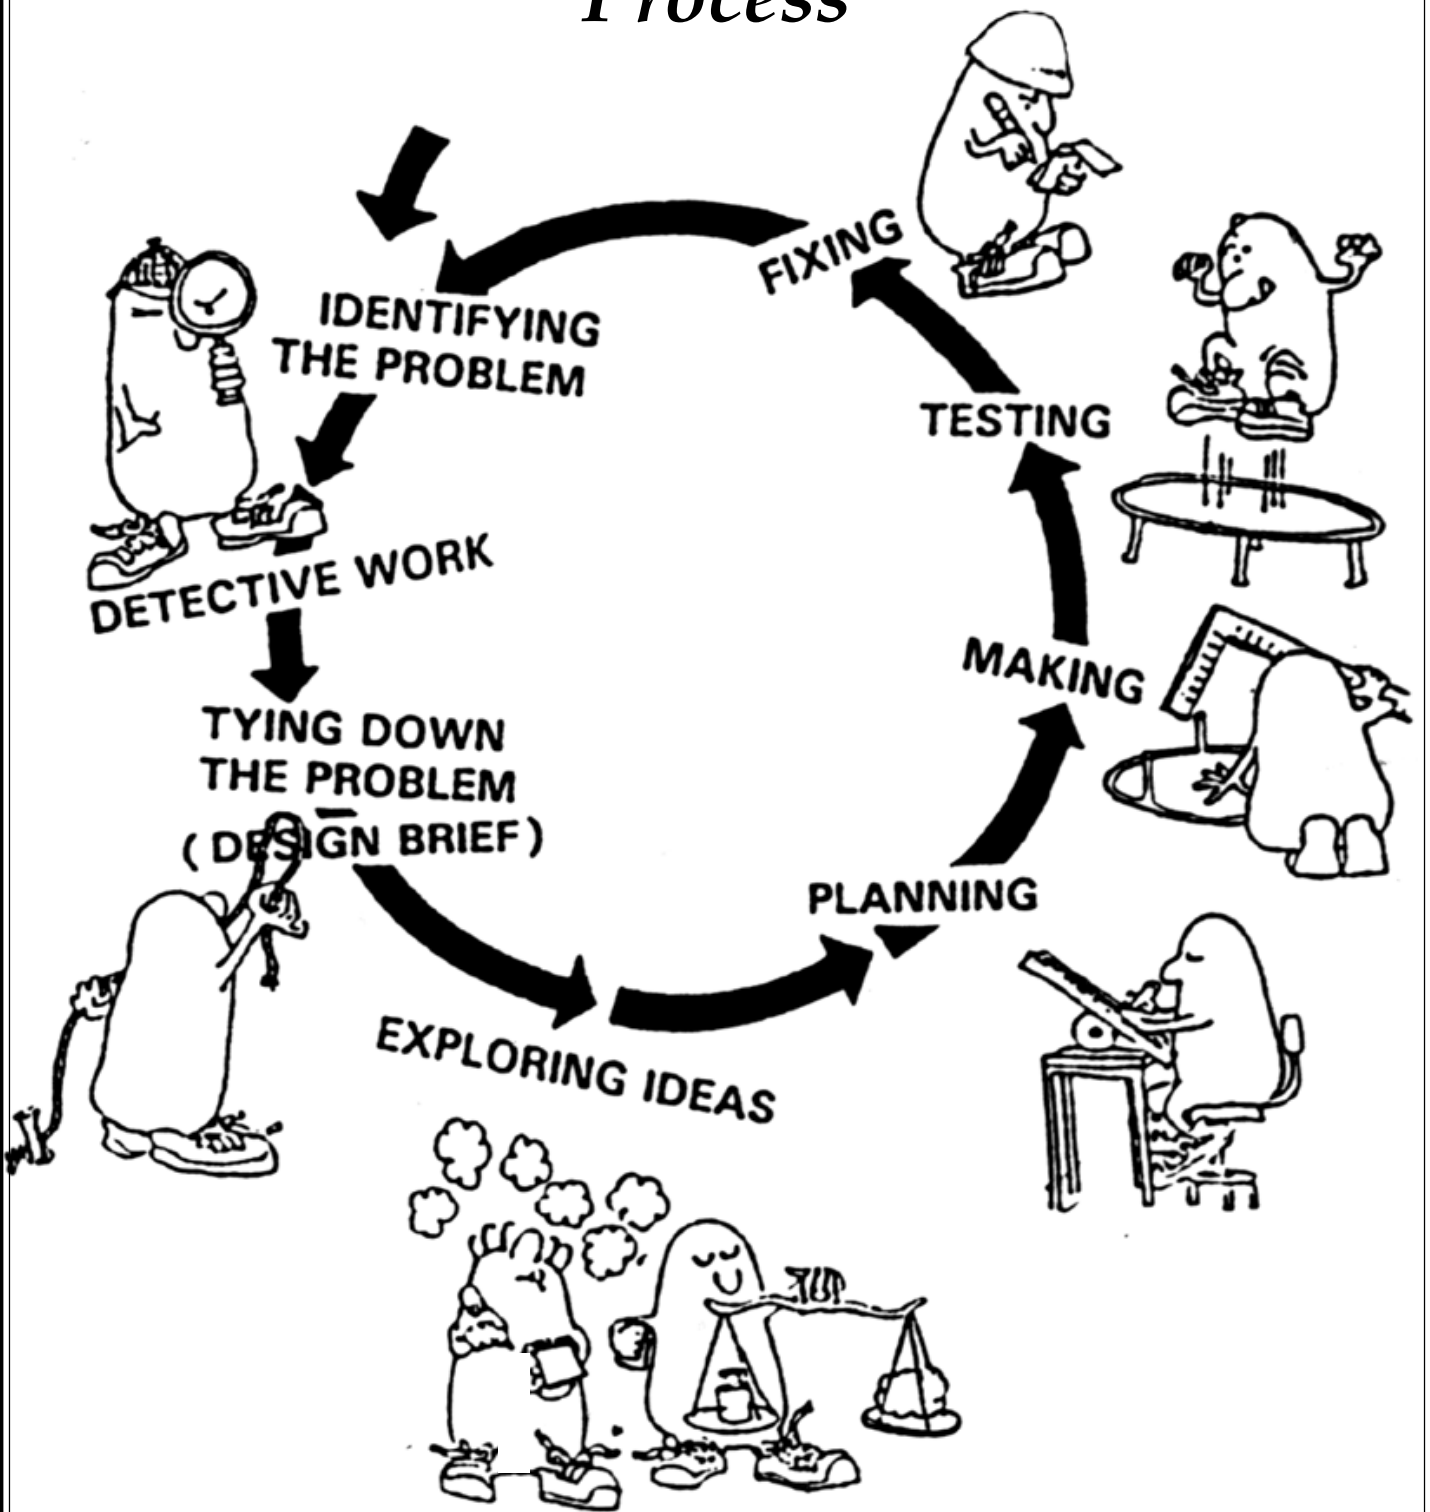 Process
IDENTIFYING
THE PROBLEM
DETECTIVE WORK
TYING DOWN
THE PROBLEM
(DESIGN BRIEF)
EXPLORING IDEAS
PLANNING
MAKING
TESTING
FIXING